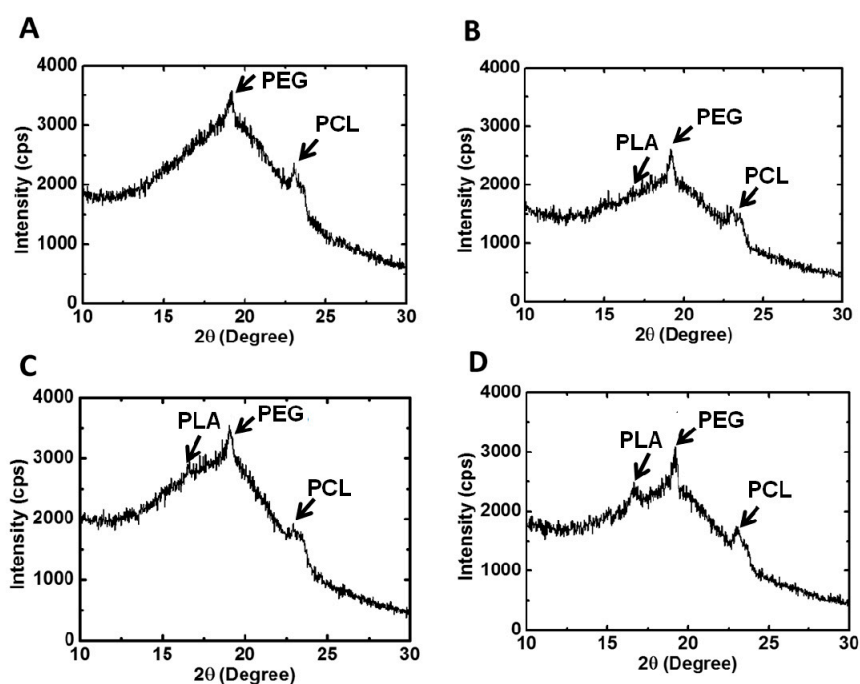 A
4000
3000
2000
1000
0
Intensity (cps)
PEG
PCL
10
15
20
25
30
2θ (Degree)
B
4000
3000
2000
1000
0
Intensity (cps)
PLA
PEG
PCL
10
15
20
25
30
2θ (Degree)
C
4000
3000
2000
1000
0
Intensity (cps)
PLA
PEG
PCL
10
15
20
25
30
2θ (Degree)
D
4000
3000
2000
1000
0
Intensity (cps)
PLA
PEG
PCL
10
15
20
25
30
2θ (Degree)